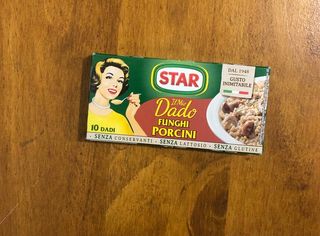 STAR
DAL 1948
GUSTO
INIMITABILE
Il Mio
Dado
FUNGHI
PORCINI
10 DADI
SENZA CONSERVANTI - SENZA LATTOSIO - SENZA GLUTINE